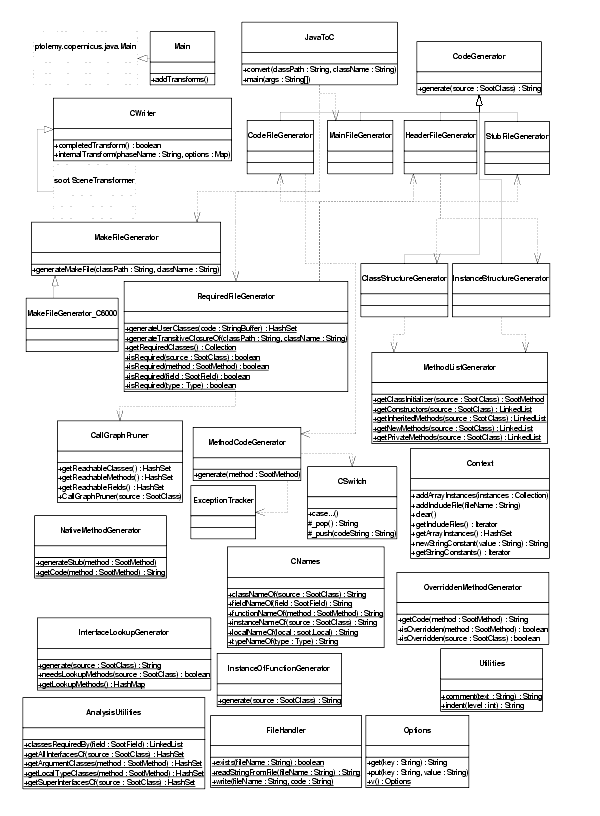 ptolemy.copernicus.java.Main
Main
+addTransforms()
JavaToC
+convert(classPath : String, className : String)
+main(args : String[])
CodeGenerator
+generate(source : SootClass) : String
CWriter
+completedTransform() : boolean
+internalTransform(phaseName : String, options : Map)
CodeFileGenerator
MainFileGenerator
HeaderFileGenerator
StubFileGenerator
soot.SceneTransformer
MakeFileGenerator
+generateMakeFile(classPath : String, className : String)
MakeFileGenerator_C6000
RequiredFileGenerator
+generateUserClasses(code : StringBuffer) : HashSet
+generateTransitiveClosureOf(classPath : String, className : String)
+getRequiredClasses() : Collection
+isRequired(source : SootClass) : boolean
+isRequired(method : SootMethod) : boolean
+isRequired(field : SootField) : boolean
+isRequired(type : Type) : boolean
ClassStructureGenerator
InstanceStructureGenerator
MethodListGenerator
+getClassInitializer(source : SootClass) : SootMethod
+getConstructors(source : SootClass) : LinkedList
+getInheritedMethods(source : SootClass) : LinkedList
+getNewMethods(source : SootClass) : LinkedList
+getPrivateMethods(source : SootClass) : LinkedList
CallGraphPruner
+getReachableClasses() : HashSet
+getReachableMethods() : HashSet
+getReachableFields() : HashSet
+CallGraphPruner(source : SootClass)
MethodCodeGenerator
+generate(method : SootMethod)
ExceptionTracker
CSwitch
+case...()
#_pop() : String
#_push(codeString : String)
Context
+addArrayInstances(instances : Collection)
+addIncludeFile(fileName : String)
+clear()
+getIncludeFiles() : Iterator
+getArrayInstances() : HashSet
+newStringConstant(value : String) : String
+getStringConstants() : Iterator
NativeMethodGenerator
+generateStub(method : SootMethod)
+getCode(method : SootMethod) : String
CNames
+classNameOf(source : SootClass) : String
+fieldNameOf(field : SootField) : String
+functionNameOf(method : SootMethod) : String
+instanceNameOf(source : SootClass) : String
+localNameOf(local : soot.Local) : String
+typeNameOf(type : Type) : String
OverriddenMethodGenerator
+getCode(method : SootMethod) : String
+isOverridden(method : SootMethod) : boolean
+isOverridden(source : SootClass) : boolean
InterfaceLookupGenerator
+generate(source : SootClass) : String
+needsLookupMethods(source : SootClass) : boolean
+getLookupMethods() : HashMap
InstanceOfFunctionGenerator
+generate(source : SootClass) : String
Utilities
+comment(text : String) : String
+indent(level : int) : String
AnalysisUtilities
+classesRequiredBy(field : SootField) : LinkedList
+getAllInterfacesOf(source : SootClass) : HashSet
+getArgumentClasses(method : SootMethod) : HashSet
+getLocalTypeClasses(method : SootMethod) : HashSet
+getSuperInterfacesOf(source : SootClass) : HashSet
FileHandler
+exists(fileName : String) : boolean
+readStringFromFile(fileName : String) : String
+write(fileName : String, code : String)
Options
+get(key : String) : String
+put(key : String, value : String)
+v() : Options